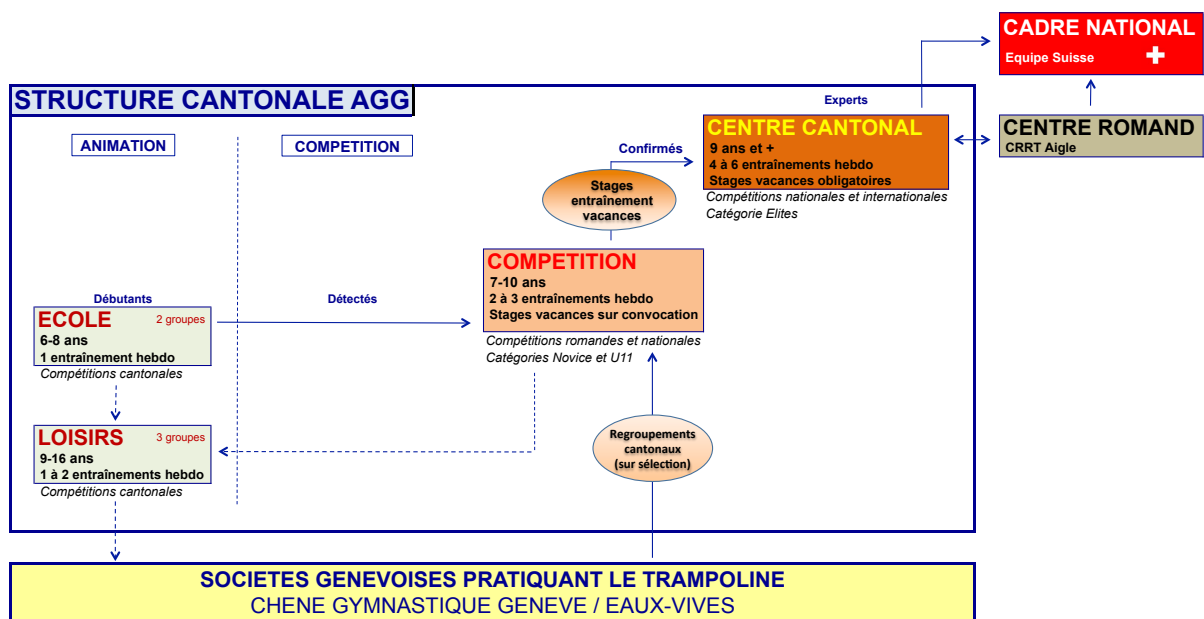 CADRE NATIONAL
Equipe Suisse
STRUCTURE CANTONALE AGG
Experts
ANIMATION
COMPETITION
CENTRE CANTONAL
9 ans et +
4 à 6 entraînements hebdo
Stages vacances obligatoires
Compétitions nationales et internationales
Catégorie Elites
CENTRE ROMAND
CRRT Aigle
Confirmés
Stages
entraînement
vacances
COMPETITION
7-10 ans
2 à 3 entraînements hebdo
Stages vacances sur convocation
Compétitions romandes et nationales
Catégories Novice et U11
Débutants
Détectés
ECOLE 2 groupes
6-8 ans
1 entraînement hebdo
Compétitions cantonales
LOISIRS 3 groupes
9-16 ans
1 à 2 entraînements hebdo
Compétitions cantonales
Regroupements
cantonaux
(sur sélection)
SOCIETES GENEVOISES PRATIQUANT LE TRAMPOLINE
CHENE GYMNASTIQUE GENEVE / EAUX-VIVES